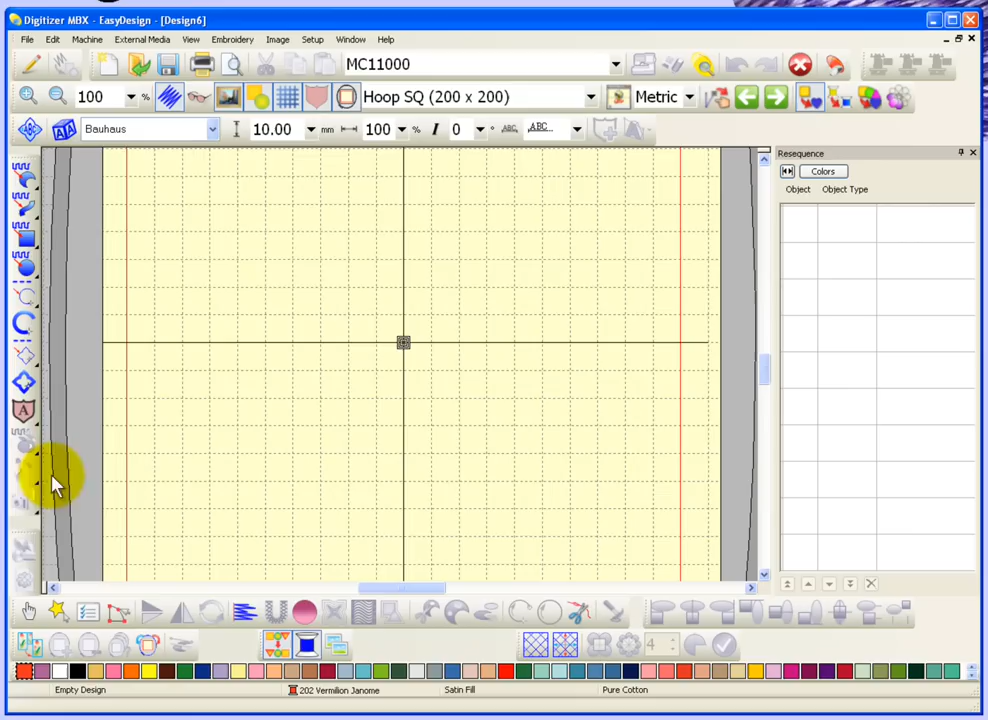 Digitizer MBX - EasyDesign - [Design6]
File Edit Machine External Media View Embroidery Image Setup Window Help
MC11000
100 % Hoop SQ (200 x 200) Metric
Bauhaus 10.00 mm 100 % I 0 ° ABC ABC...
Resequence
Colors
Object Object Type
A
4
Empty Design 202 Vermilion Janome Satin Fill Pure Cotton